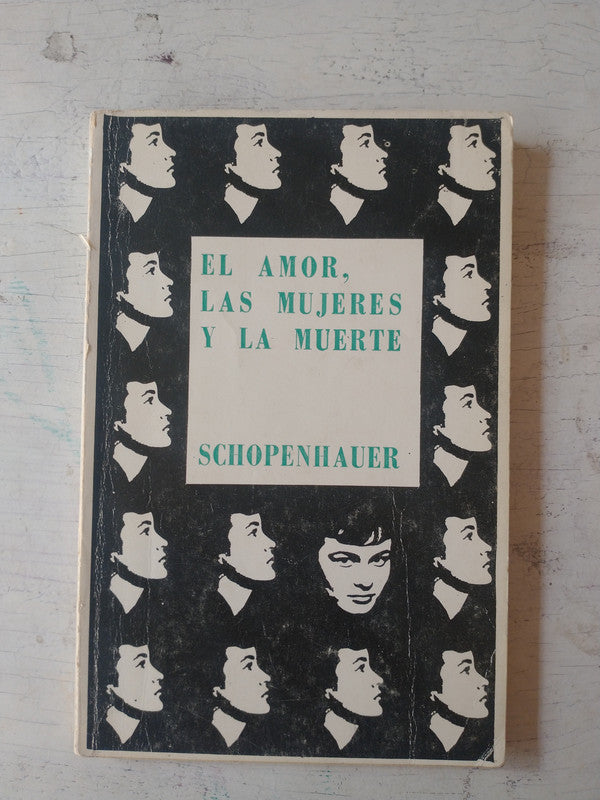 EL AMOR,
LAS MUJERES
Y LA MUERTE
SCHOPENHAUER